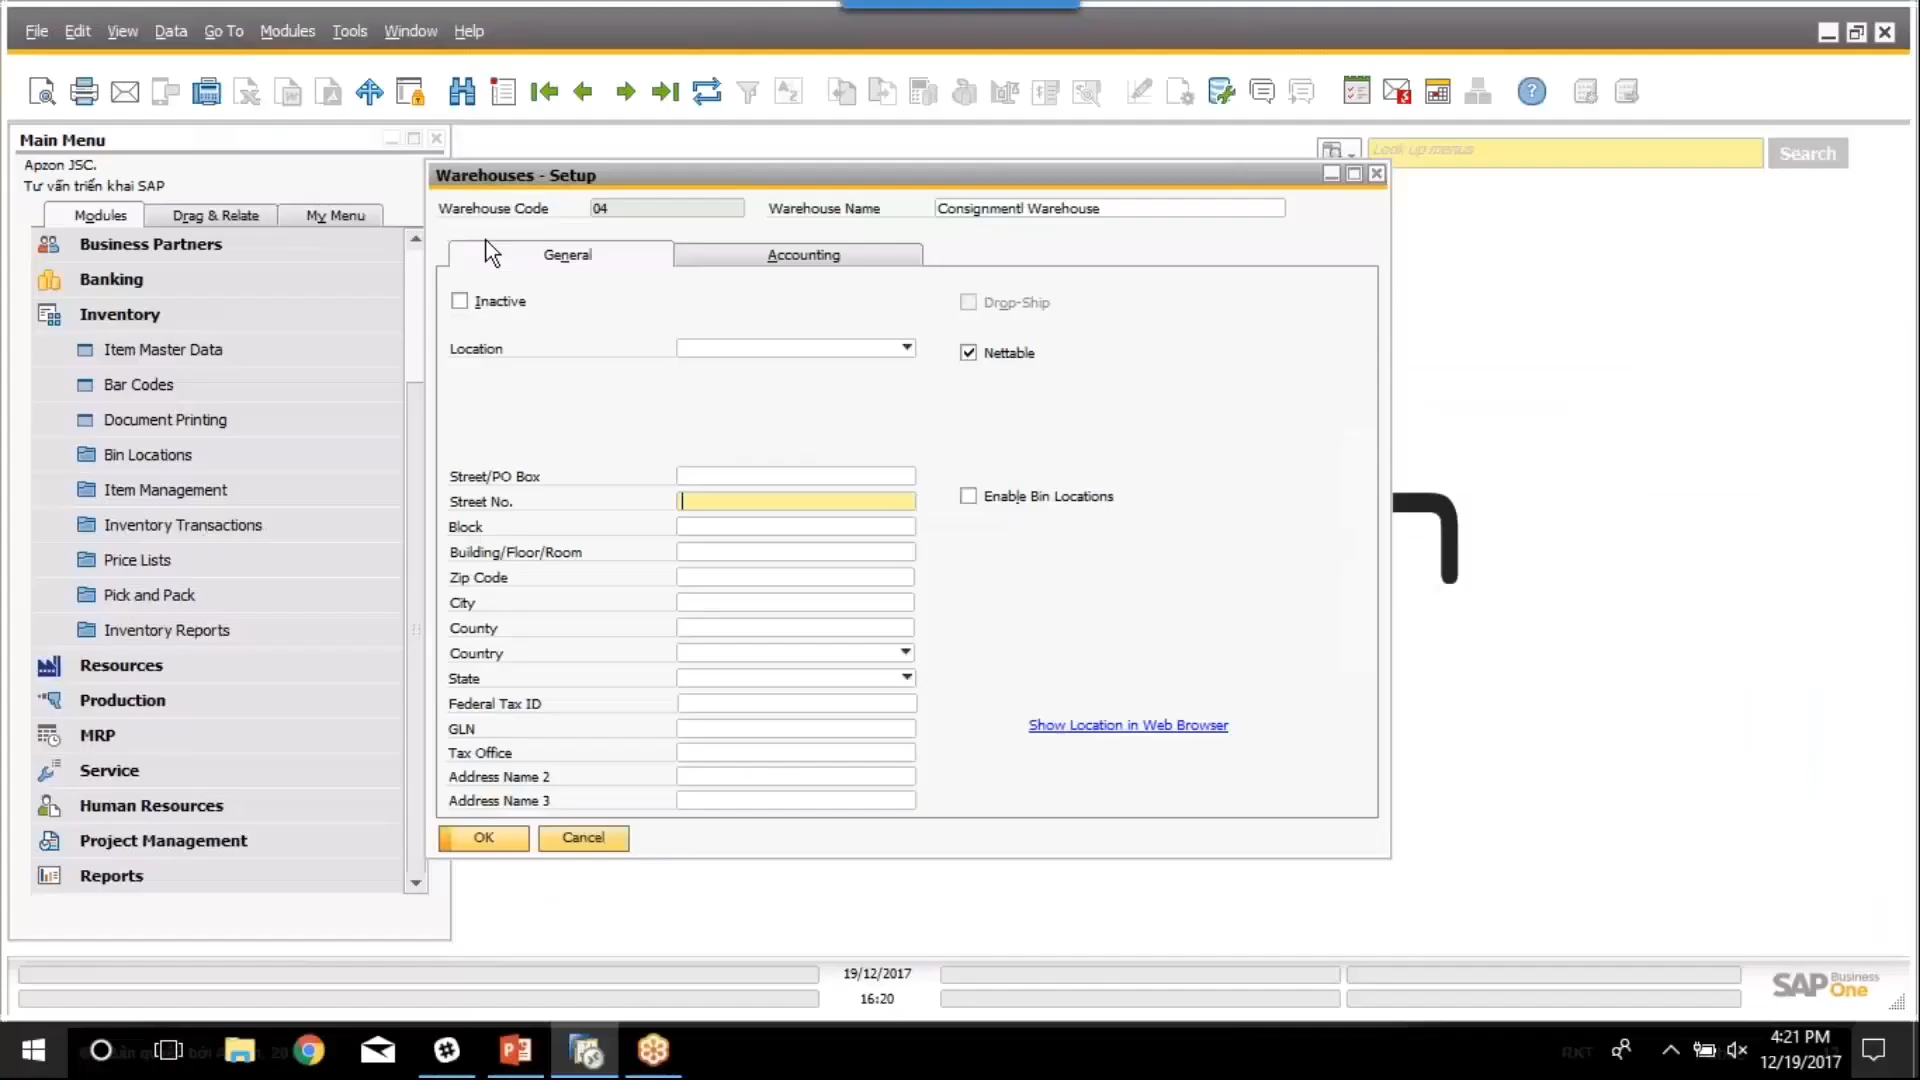 File Edit View Data Go To Modules Tools Window Help
Main Menu
Apzon JSC.
Tư vấn triển khai SAP
Modules Drag & Relate My Menu
Business Partners
Banking
Inventory
Item Master Data
Bar Codes
Document Printing
Bin Locations
Item Management
Inventory Transactions
Price Lists
Pick and Pack
Inventory Reports
Resources
Production
MRP
Service
Human Resources
Project Management
Reports
Look up menus
Search
Warehouses - Setup
Warehouse Code 04 Warehouse Name Consignmentl Warehouse
General Accounting
Inactive
Drop-Ship
Location
Nettable
Street/PO Box
Street No.
Enable Bin Locations
Block
Building/Floor/Room
Zip Code
City
County
Country
State
Federal Tax ID
GLN
Show Location in Web Browser
Tax Office
Address Name 2
Address Name 3
OK Cancel
19/12/2017
16:20
SAP Business One
4:21 PM
12/19/2017